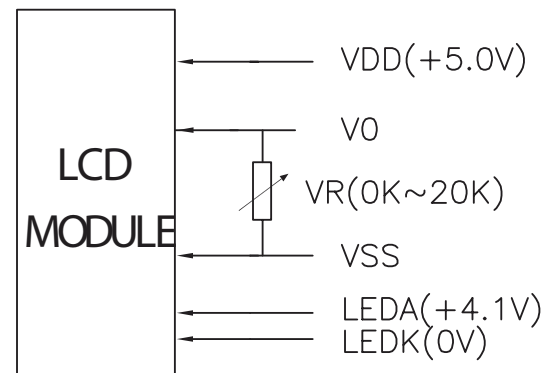 VDD(+5.0V)
V0
LCD
MODULE
VR(0K~20K)
VSS
LEDA(+4.1V)
LEDK(0V)